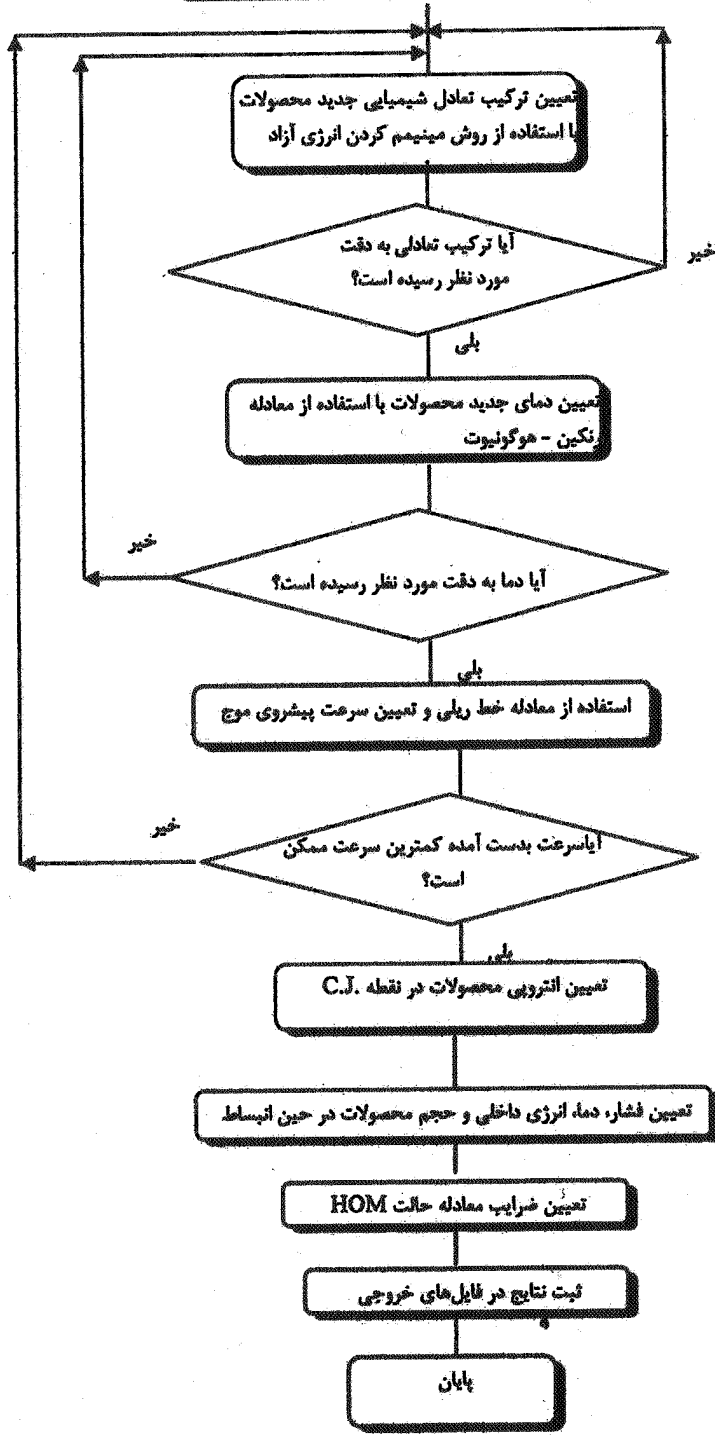 تعیین ترکیب تعادل شیمیایی جدید محصولات
با استفاده از روش مینیمم کردن انرژی آزاد
آیا ترکیب تعادلی به دقت
مورد نظر رسیده است؟
خیر
بلی
تعیین دمای جدید محصولات با استفاده از معادله
رنکین - هوگونیوت
خیر
آیا دما به دقت مورد نظر رسیده است؟
بلی
استفاده از معادله خط ریلی و تعیین سرعت پیشروی موج
خیر
آیاسرعت بدست آمده کمترین سرعت ممکن
است؟
بلی
تعیین انتروپی محصولات در نقطه C.J.
تعیین فشار، دما، انرژی داخلی و حجم محصولات در حین انبساط
تعیین ضرایب معادله حالت HOM
ثبت نتایج در فایل‌های خروجی
پایان